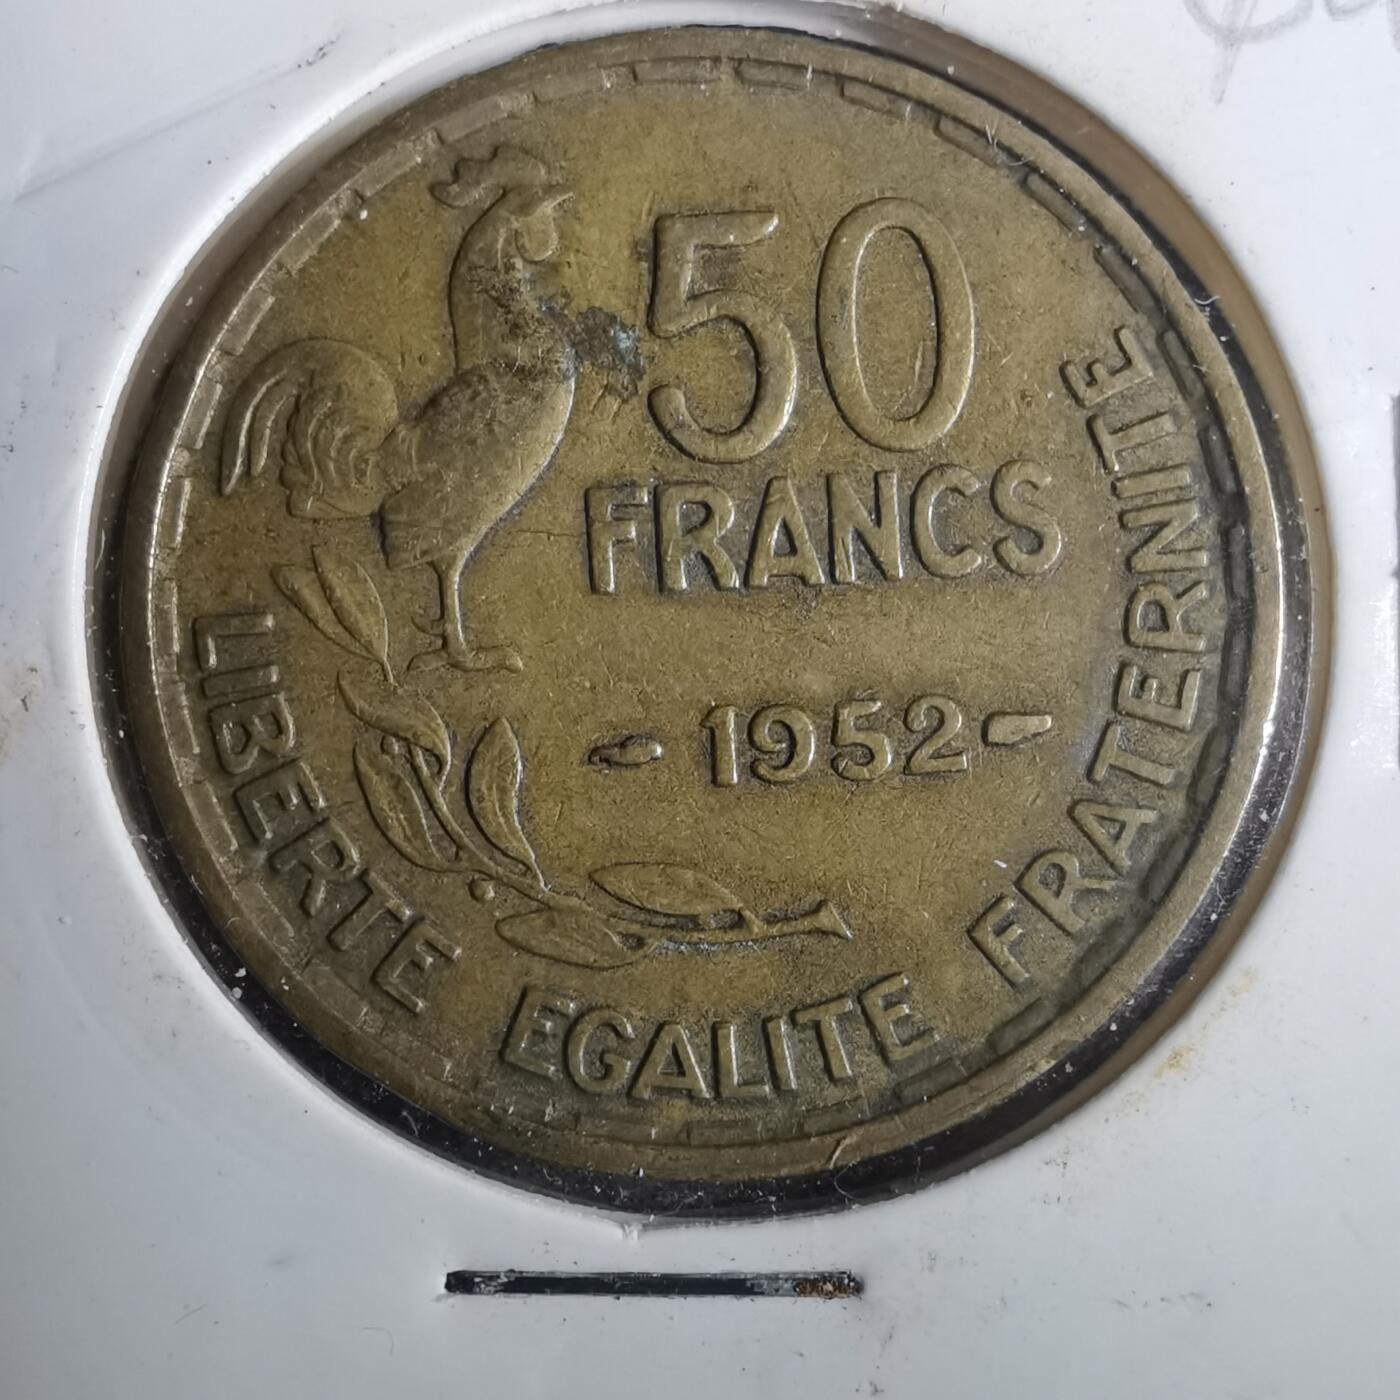 50
FRANCS
- 1952 -
LIBERTE EGALITE FRATERNITE